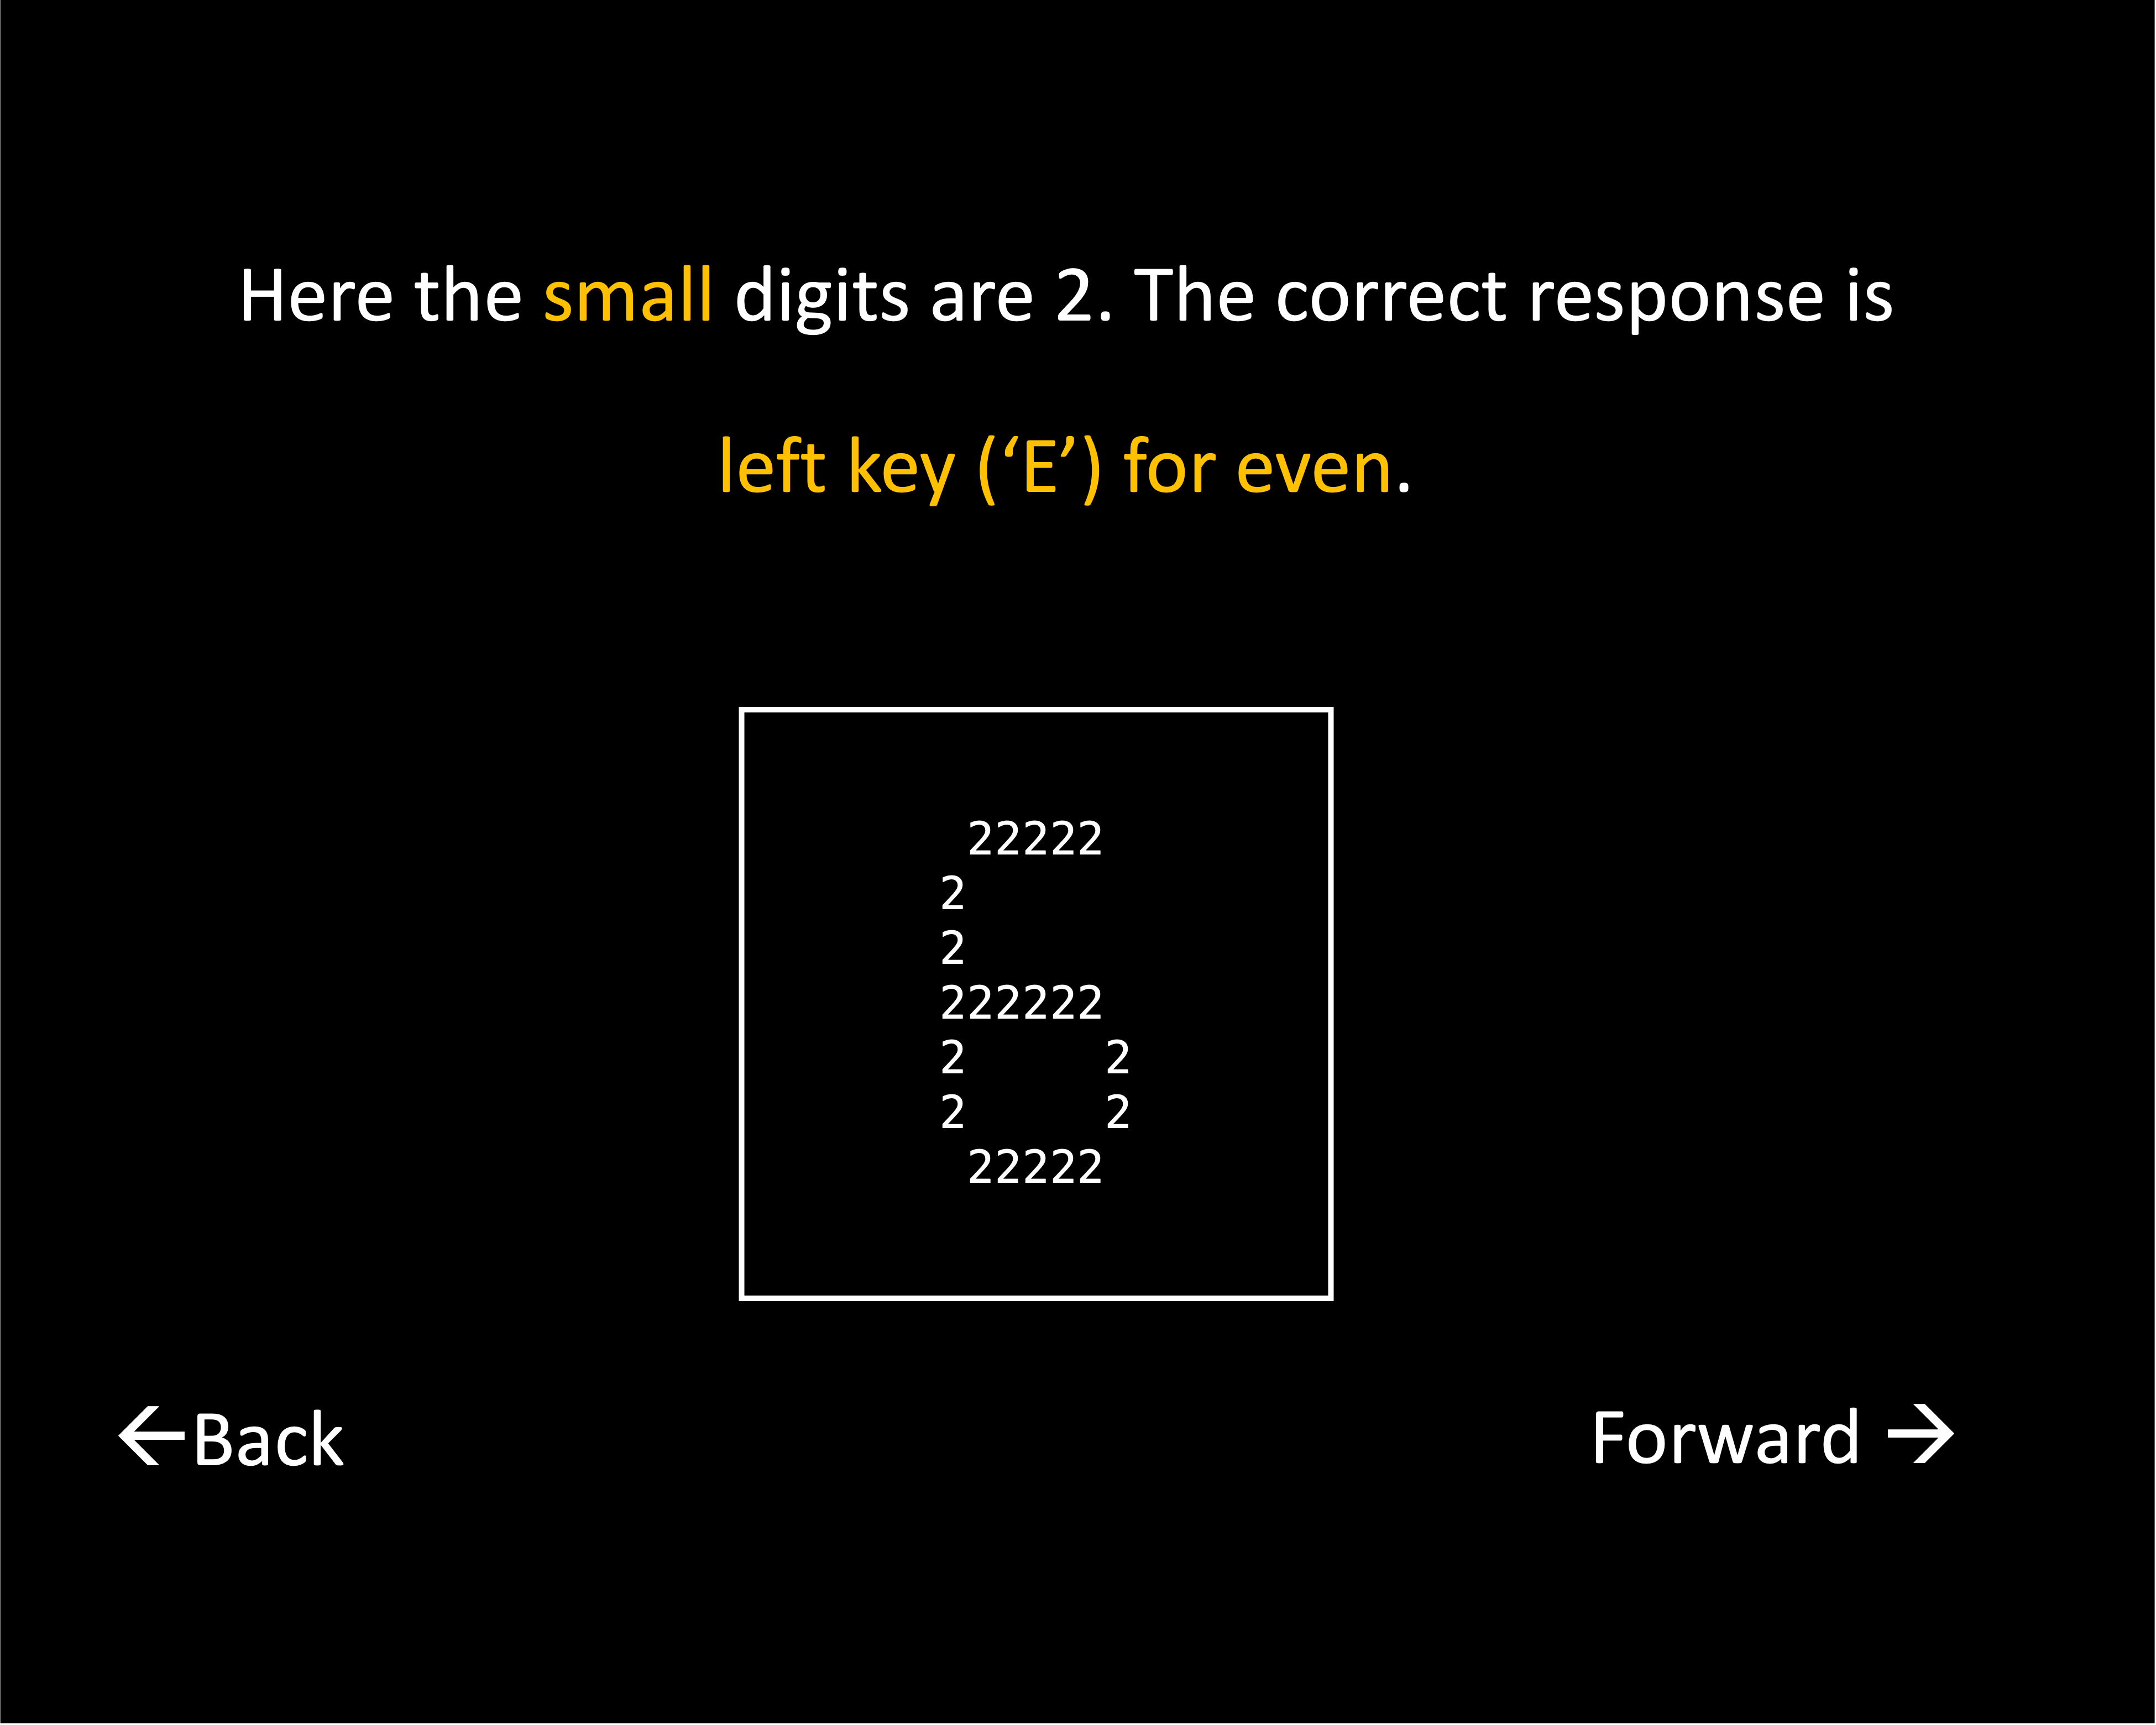 Here the small digits are 2. The correct response is
left key (‘E’) for even.
22222
2
2
222222
2 2
2 2
22222
←Back
Forward →